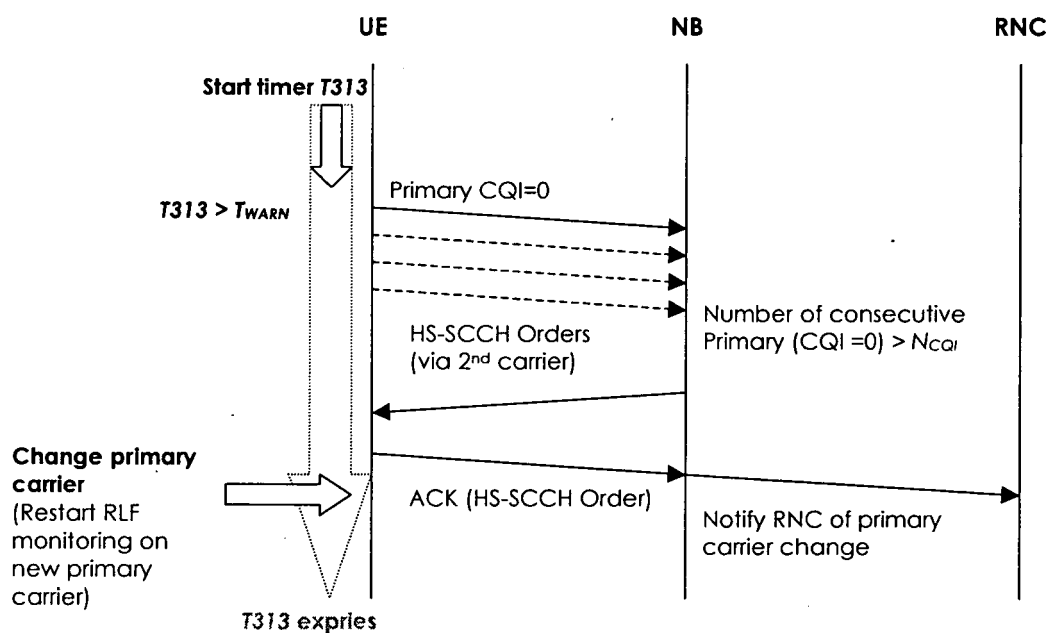 UE
NB
RNC
Start timer T313
T313 > TWARN
Primary CQI=0
HS-SCCH Orders
(via 2nd carrier)
Number of consecutive
Primary (CQI =0) > NCQI
Change primary
carrier
(Restart RLF
monitoring on
new primary
carrier)
ACK (HS-SCCH Order)
Notify RNC of primary
carrier change
T313 expries